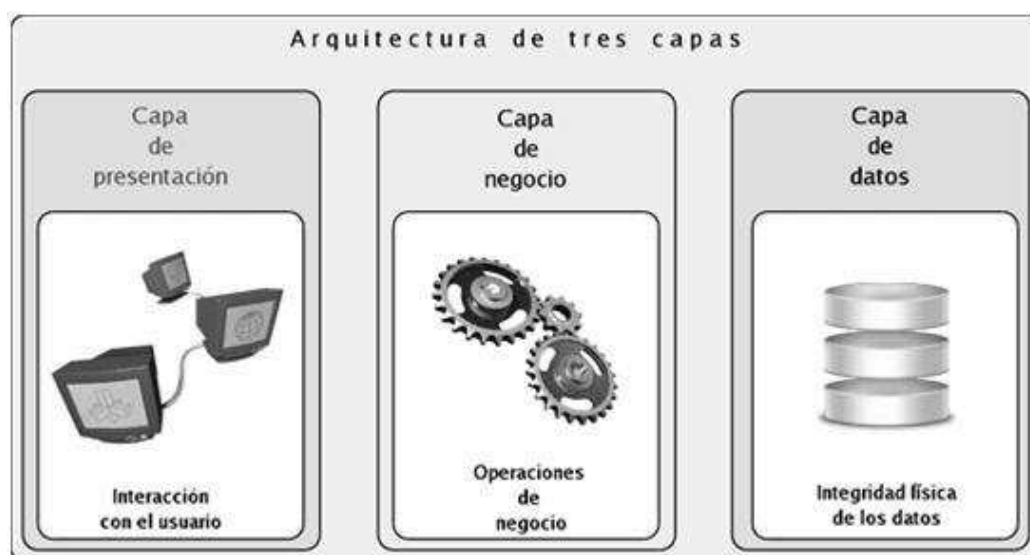 Arquitectura de tres capas
Capa
de
presentación
Interacción
con el usuario
Capa
de
negocio
Operaciones
de
negocio
Capa
de
datos
Integridad física
de los datos